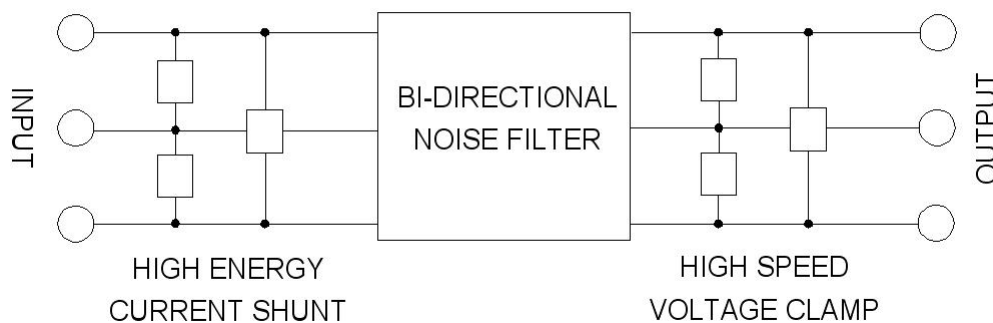 INPUT
BI-DIRECTIONAL
NOISE FILTER
OUTPUT
HIGH ENERGY
CURRENT SHUNT
HIGH SPEED
VOLTAGE CLAMP